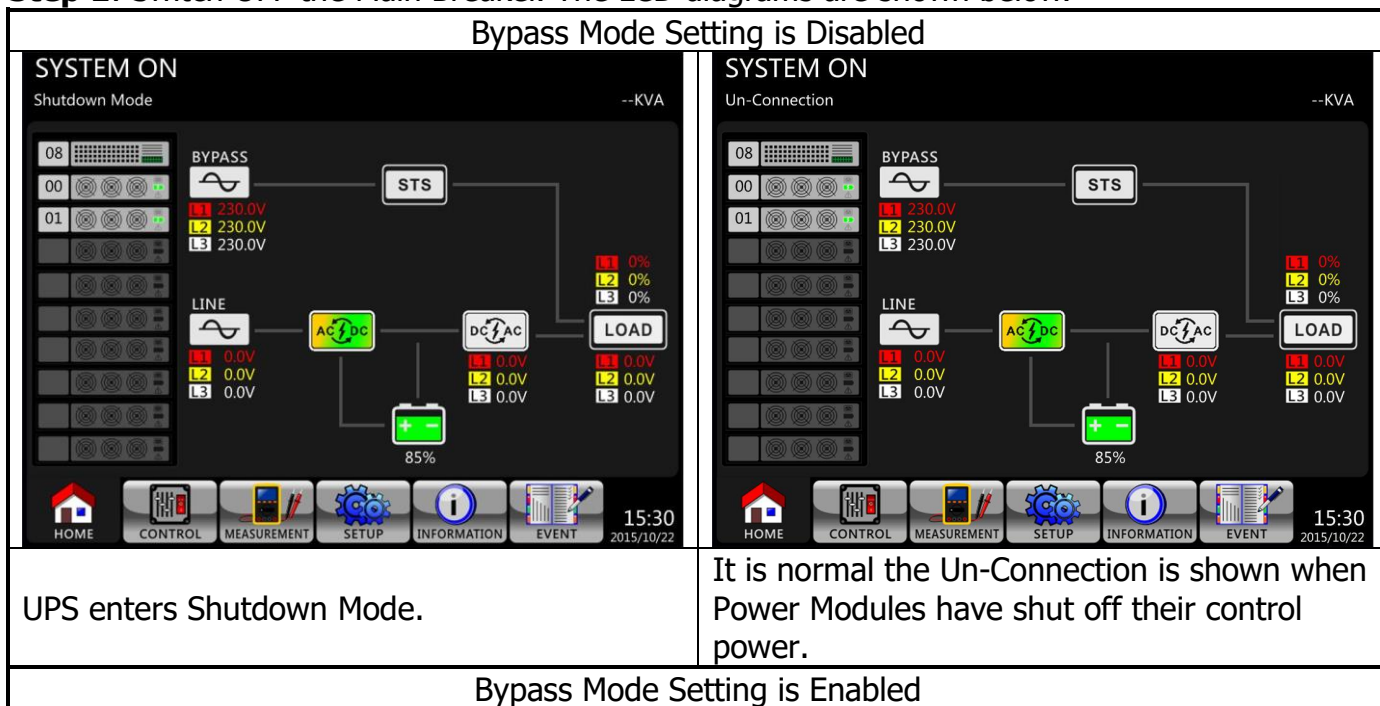 Bypass Mode Setting is Disabled
SYSTEM ON
Shutdown Mode --KVA
08
00
01
BYPASS
STS
L1 230.0V
L2 230.0V
L3 230.0V
L1 0%
L2 0%
L3 0%
LINE
AC DC
DC AC
LOAD
L1 0.0V
L2 0.0V
L3 0.0V
L1 0.0V
L2 0.0V
L3 0.0V
L1 0.0V
L2 0.0V
L3 0.0V
+ -
85%
HOME CONTROL MEASUREMENT SETUP INFORMATION EVENT
15:30
2015/10/22
SYSTEM ON
Un-Connection --KVA
08
00
01
BYPASS
STS
L1 230.0V
L2 230.0V
L3 230.0V
L1 0%
L2 0%
L3 0%
LINE
AC DC
DC AC
LOAD
L1 0.0V
L2 0.0V
L3 0.0V
L1 0.0V
L2 0.0V
L3 0.0V
L1 0.0V
L2 0.0V
L3 0.0V
+ -
85%
HOME CONTROL MEASUREMENT SETUP INFORMATION EVENT
15:30
2015/10/22
UPS enters Shutdown Mode.
It is normal the Un-Connection is shown when
Power Modules have shut off their control
power.
Bypass Mode Setting is Enabled